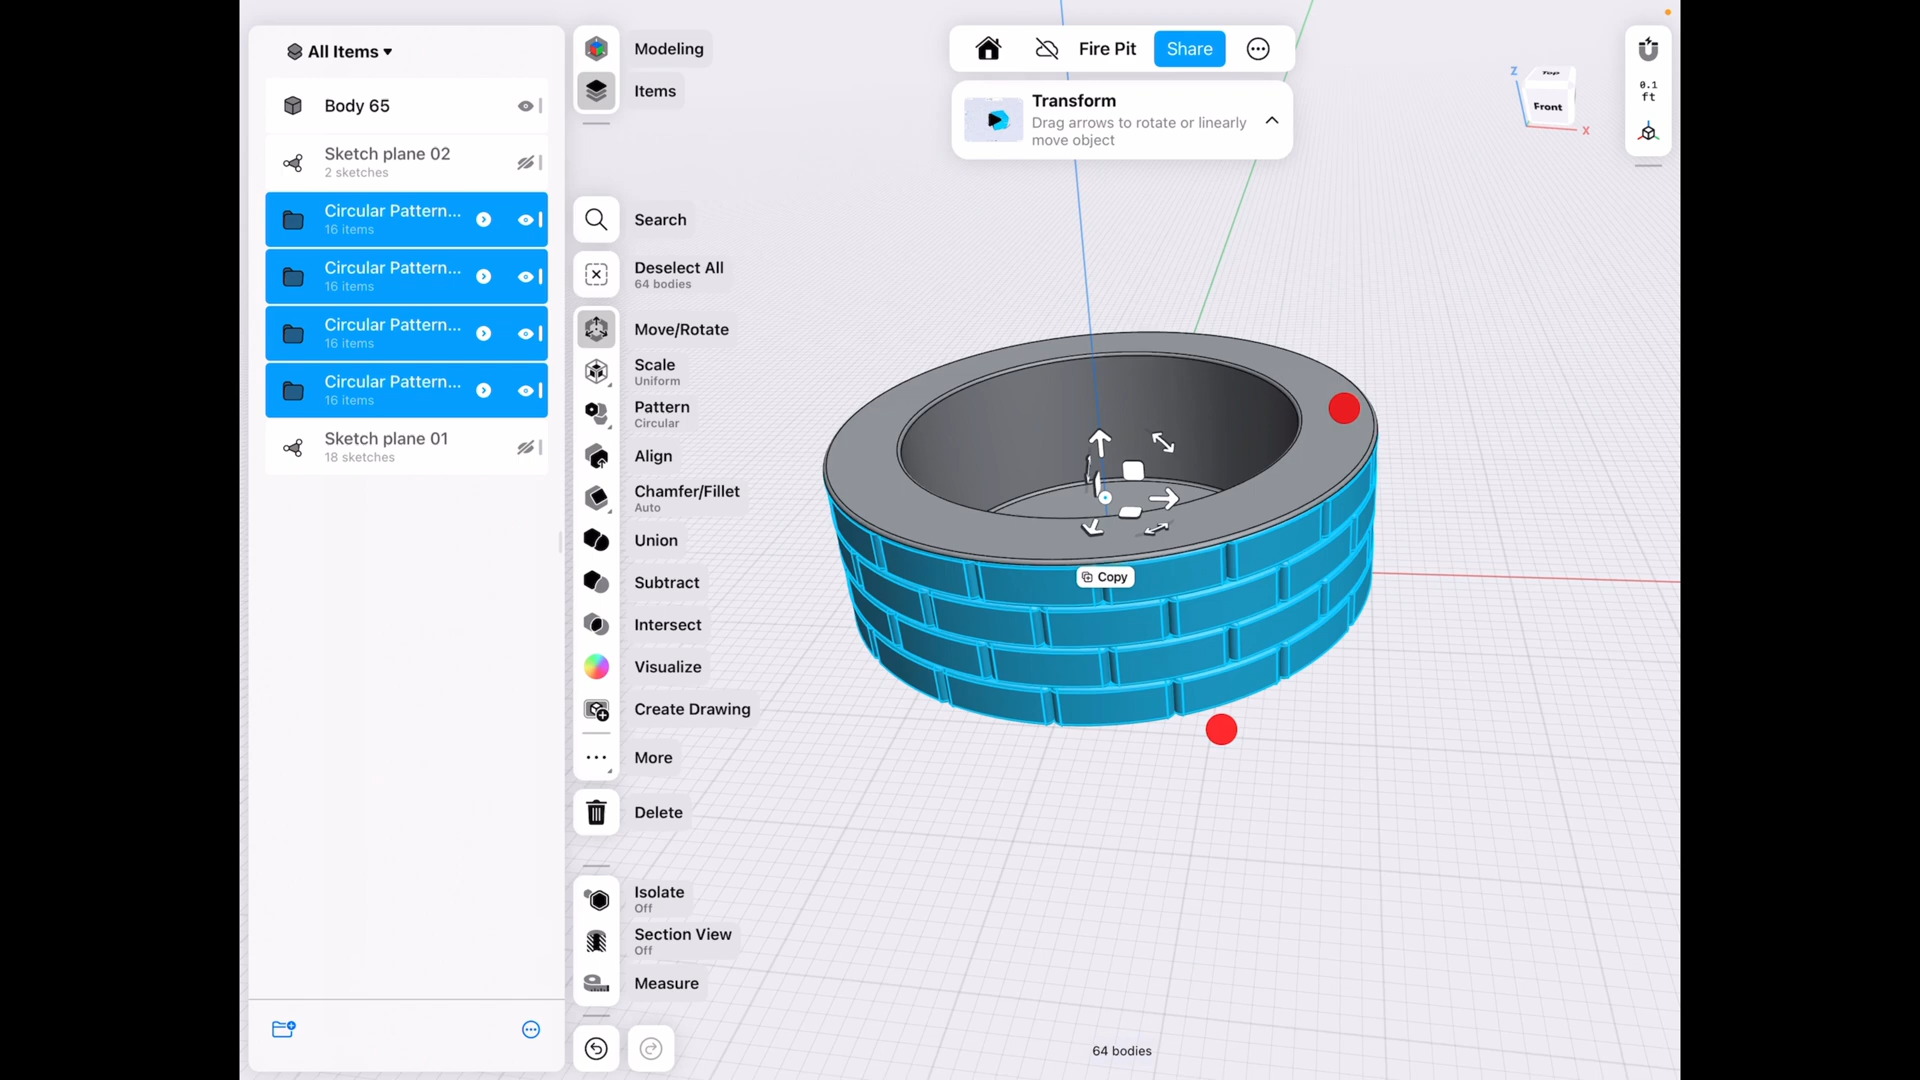 All Items
Body 65
Sketch plane 02
2 sketches
Circular Pattern...
16 items
Circular Pattern...
16 items
Circular Pattern...
16 items
Circular Pattern...
16 items
Sketch plane 01
18 sketches
Modeling
Items
Search
Deselect All
64 bodies
Move/Rotate
Scale
Uniform
Pattern
Circular
Align
Chamfer/Fillet
Auto
Union
Subtract
Intersect
Visualize
Create Drawing
More
Delete
Isolate
Off
Section View
Off
Measure
Fire Pit
Share
Transform
Drag arrows to rotate or linearly
move object
Copy
64 bodies
Z
Top
Front
X
0.1
ft